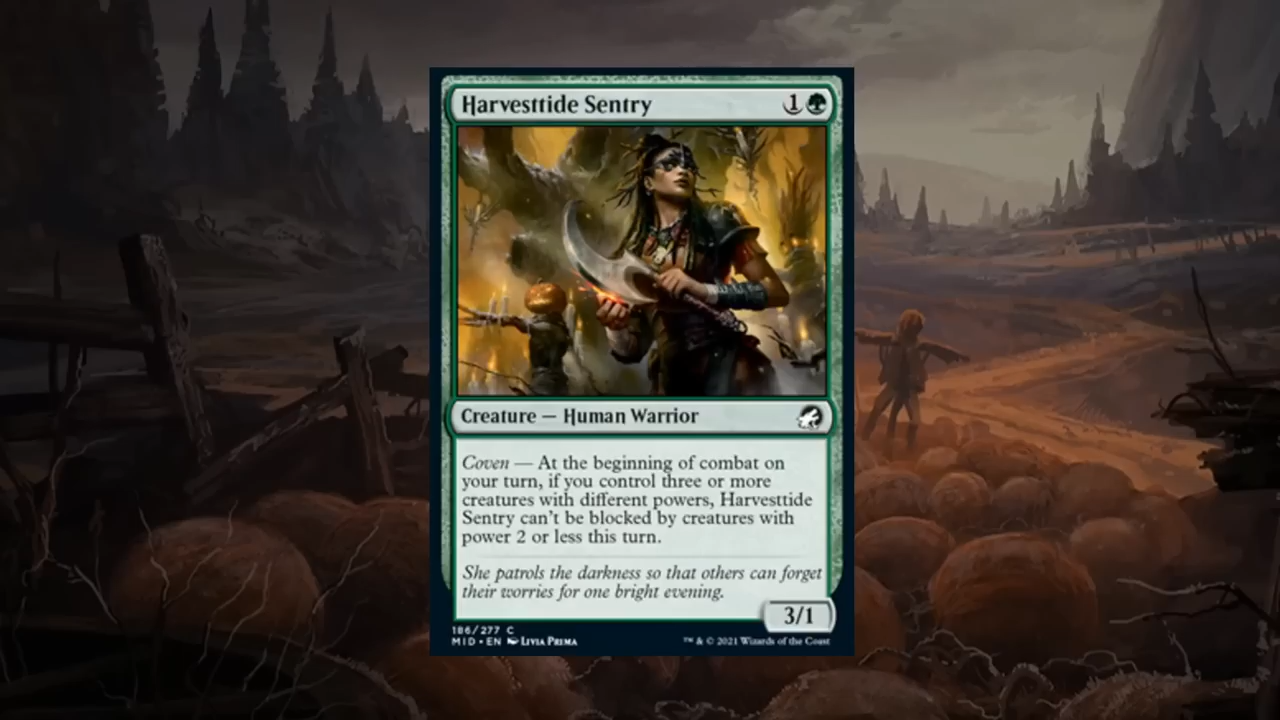 Harvesttide Sentry 1
Creature — Human Warrior
Coven — At the beginning of combat on
your turn, if you control three or more
creatures with different powers, Harvesttide
Sentry can't be blocked by creatures with
power 2 or less this turn.
She patrols the darkness so that others can forget
their worries for one bright evening.
3/1
186/277 C
MID • EN Livia Prima
™ & © 2021 Wizards of the Coast